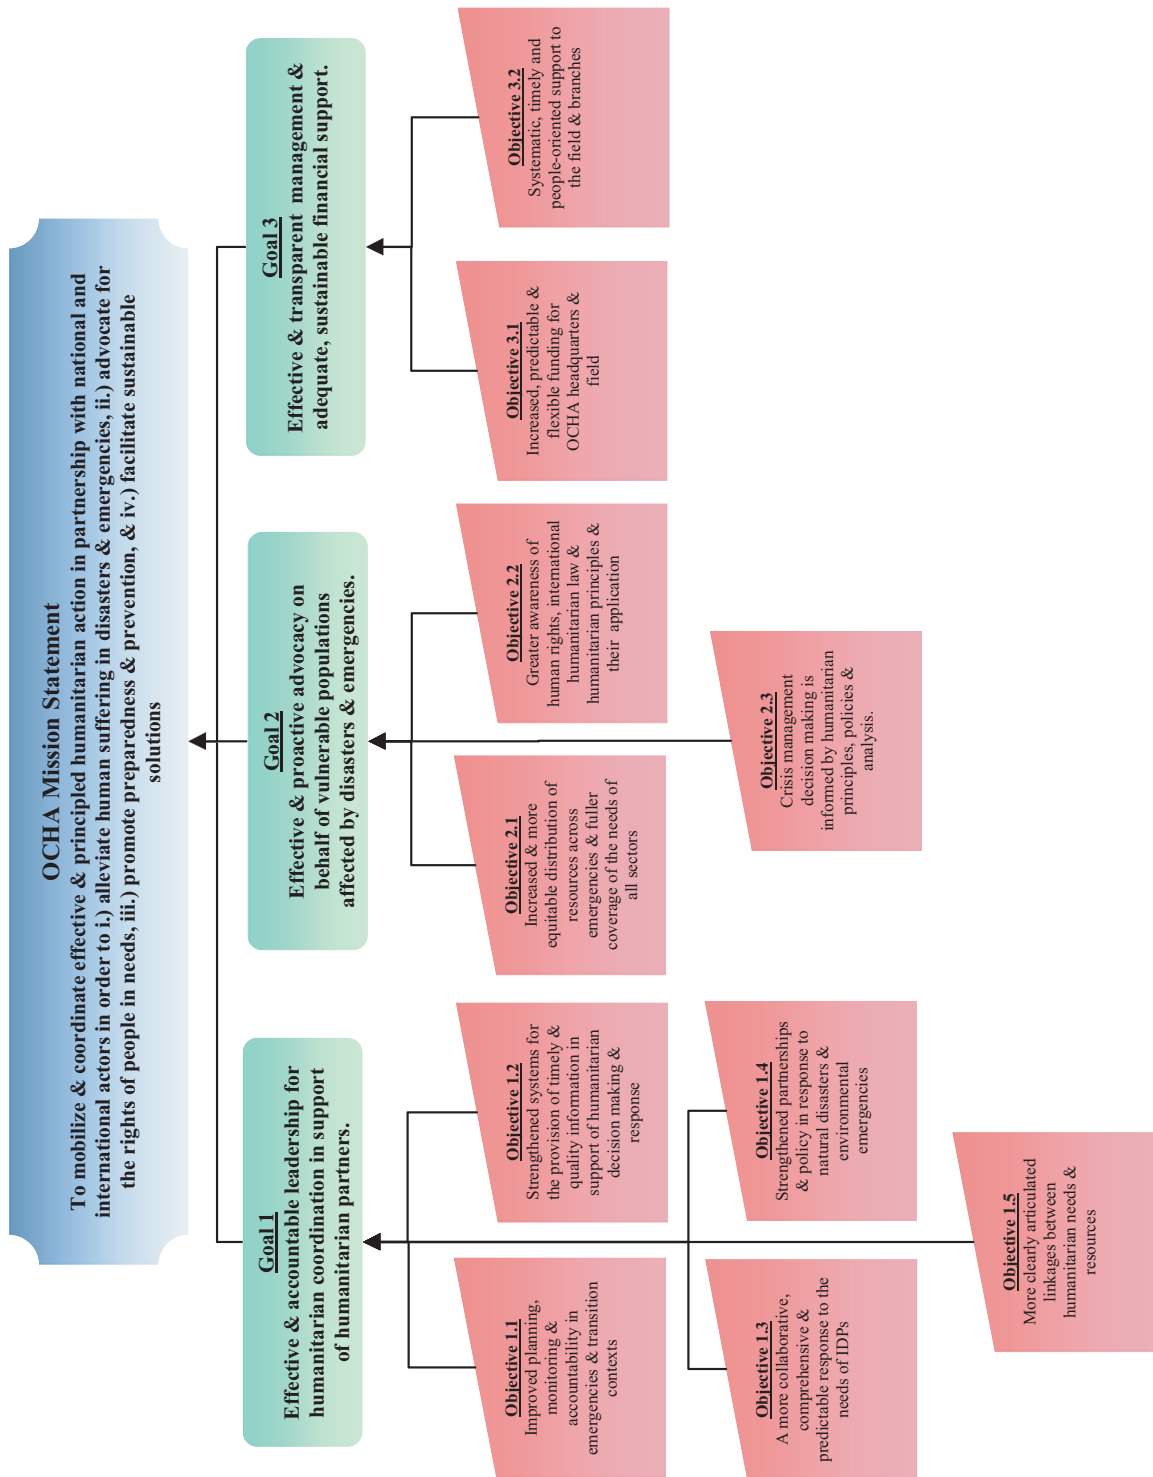 OCHA Mission Statement
To mobilize & coordinate effective & principled humanitarian action in partnership with national and
international actors in order to i.) alleviate human suffering in disasters & emergencies, ii.) advocate for
the rights of people in needs, iii.) promote preparedness & prevention, & iv.) facilitate sustainable
solutions
Goal 1
Effective & accountable leadership for
humanitarian coordination in support
of humanitarian partners.
Goal 2
Effective & proactive advocacy on
behalf of vulnerable populations
affected by disasters & emergencies.
Goal 3
Effective & transparent management &
adequate, sustainable financial support.
Objective 1.1
Improved planning,
monitoring &
accountability in
emergencies & transition
contexts
Objective 1.2
Strengthened systems for
the provision of timely &
quality information in
support of humanitarian
decision making &
response
Objective 2.1
Increased & more
equitable distribution of
resources across
emergencies & fuller
coverage of the needs of
all sectors
Objective 2.2
Greater awareness of
human rights, international
humanitarian law &
humanitarian principles &
their application
Objective 3.1
Increased, predictable &
flexible funding for
OCHA headquarters &
field
Objective 3.2
Systematic, timely and
people-oriented support to
the field & branches
Objective 1.3
A more collaborative,
comprehensive &
predictable response to the
needs of IDPs
Objective 1.4
Strengthened partnerships
& policy in response to
natural disasters &
environmental
emergencies
Objective 2.3
Crisis management
decision making is
informed by humanitarian
principles, policies &
analysis.
Objective 1.5
More clearly articulated
linkages between
humanitarian needs &
resources